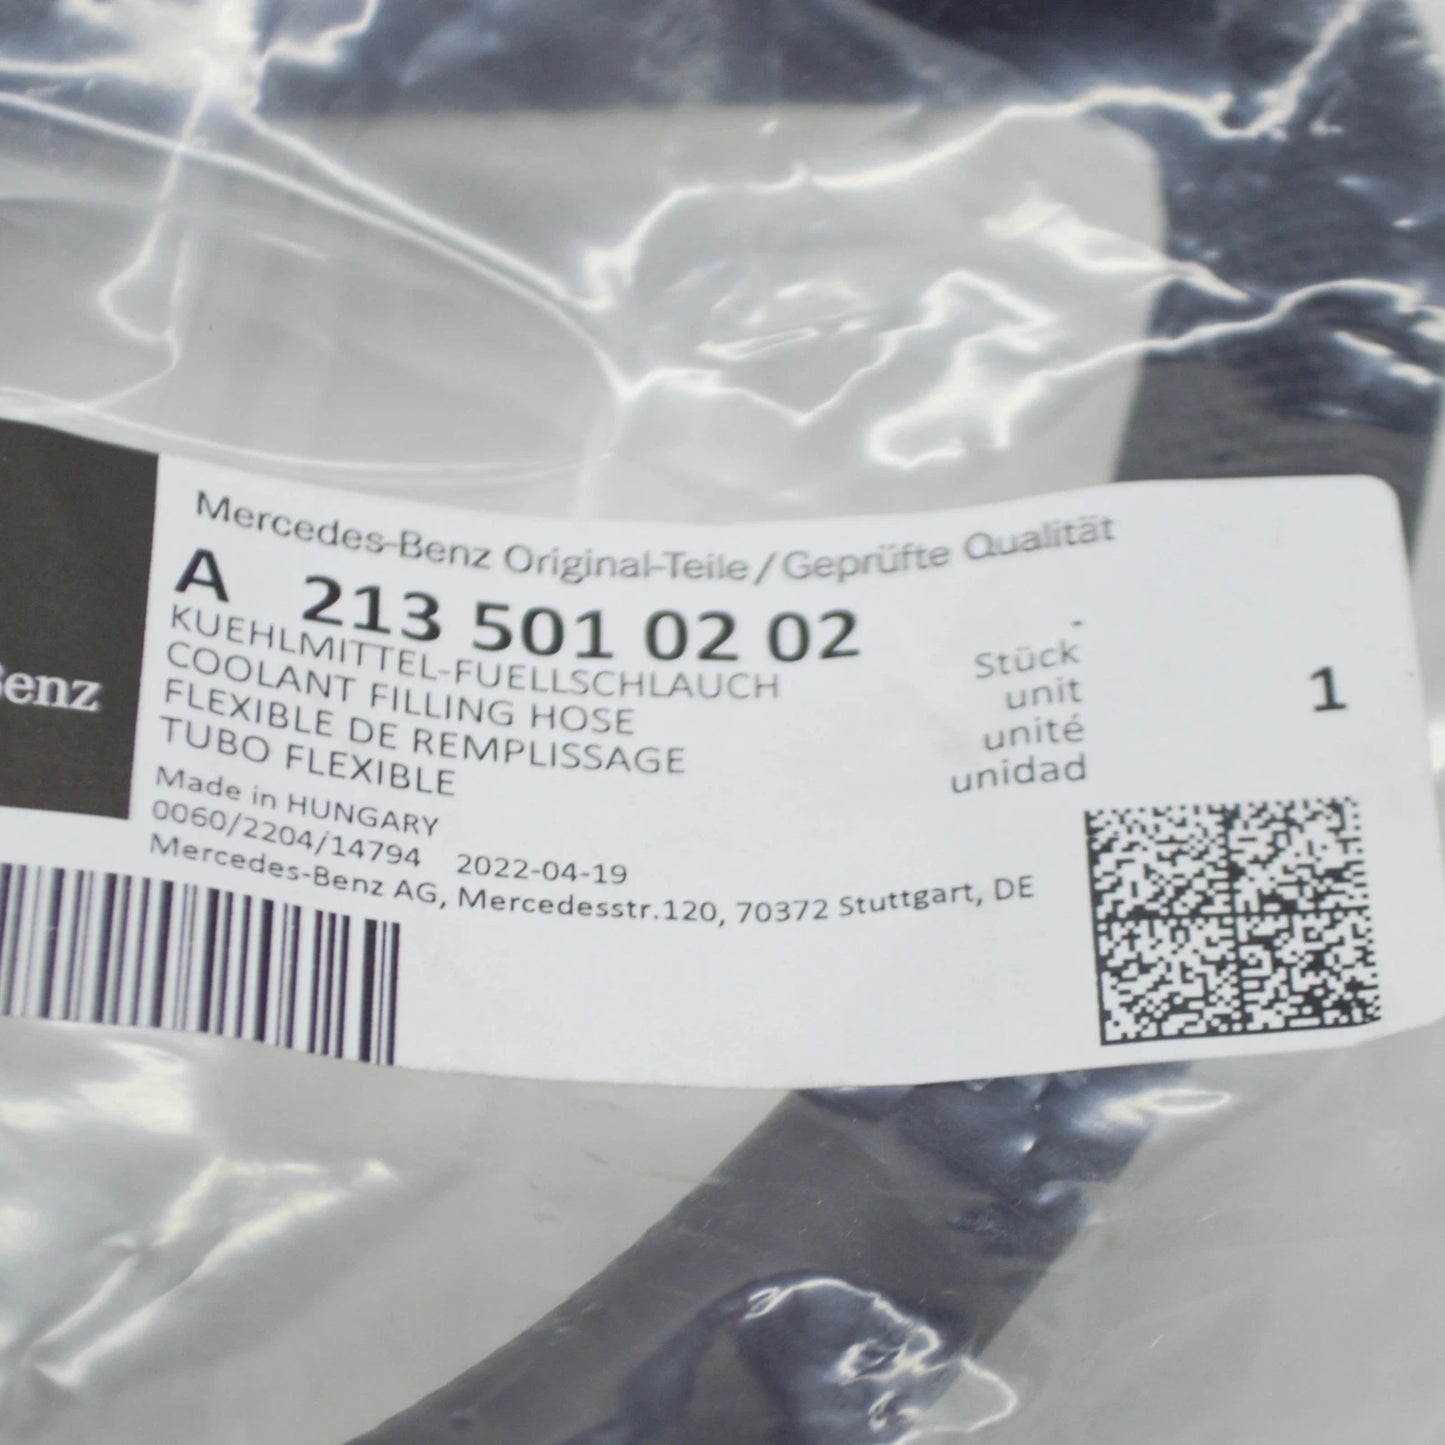 Mercedes-Benz Original-Teile/Geprüfte Qualität
A 213 501 02 02
KUEHLMITTEL-FUELLSCHLAUCH
COOLANT FILLING HOSE
FLEXIBLE DE REMPLISSAGE
TUBO FLEXIBLE
-
Stück
unit
unité
unidad
1
Made in HUNGARY
0060/2204/14794 2022-04-19
Mercedes-Benz AG, Mercedesstr.120, 70372 Stuttgart, DE
Benz